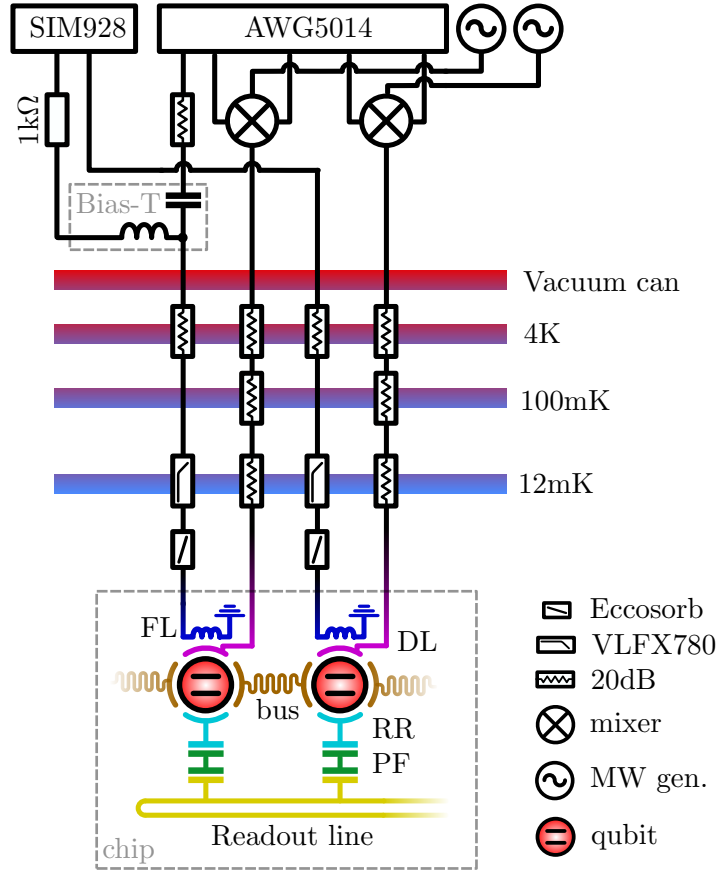 SIM928
AWG5014
1kΩ
Bias-T
Vacuum can
4K
100mK
12mK
FL
DL
bus
RR
PF
Readout line
chip
Eccosorb
VLFX780
20dB
mixer
MW gen.
qubit